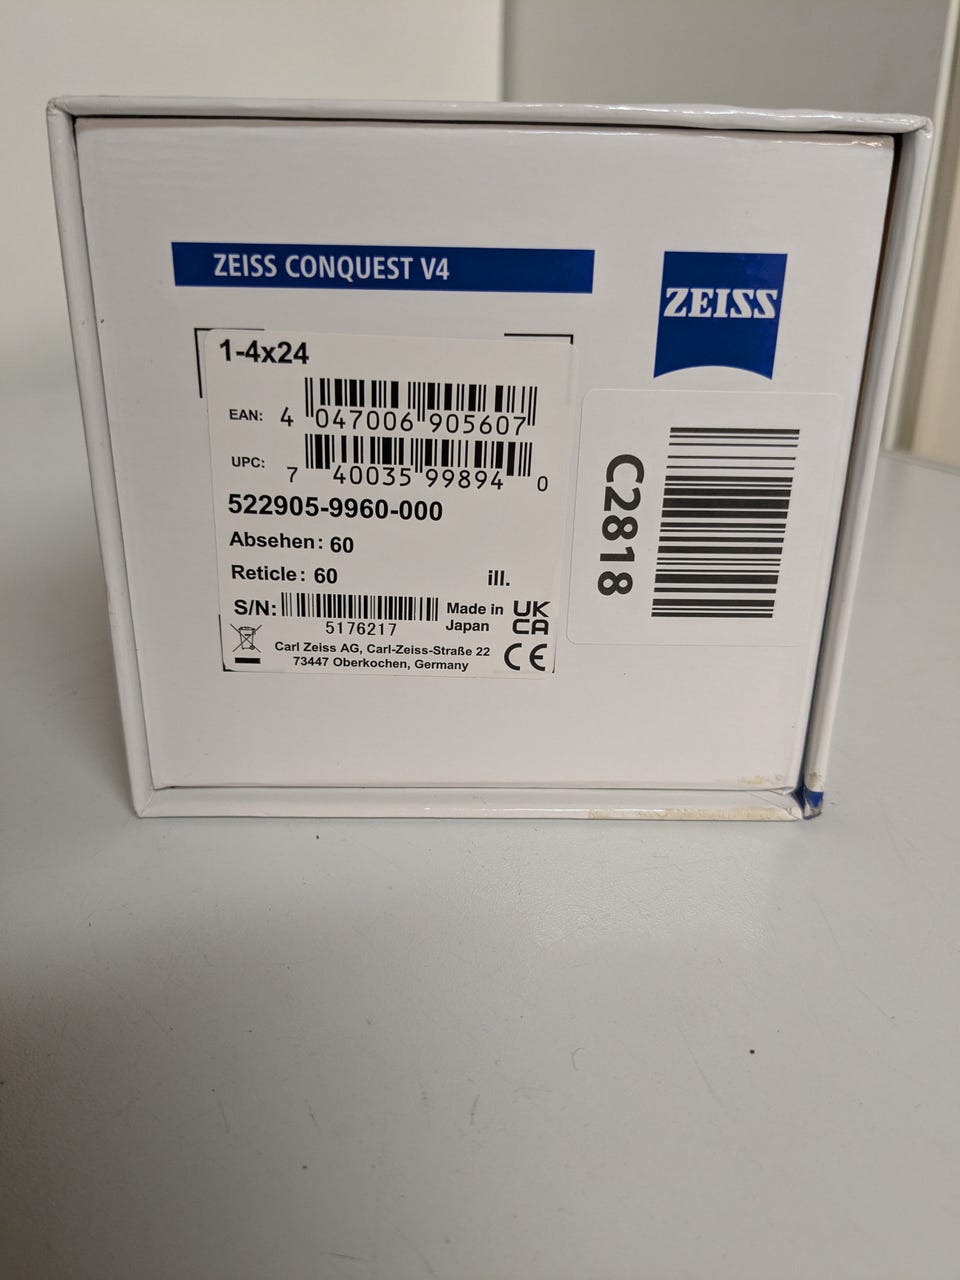 ZEISS CONQUEST V4
ZEISS
1-4x24
EAN: 4 047006 905607
UPC: 7 40035 99894 0
522905-9960-000
Absehen: 60
Reticle: 60 ill.
S/N:
5176217
Made in
Japan
UK
CA
Carl Zeiss AG, Carl-Zeiss-Straße 22
73447 Oberkochen, Germany
CE
C2818